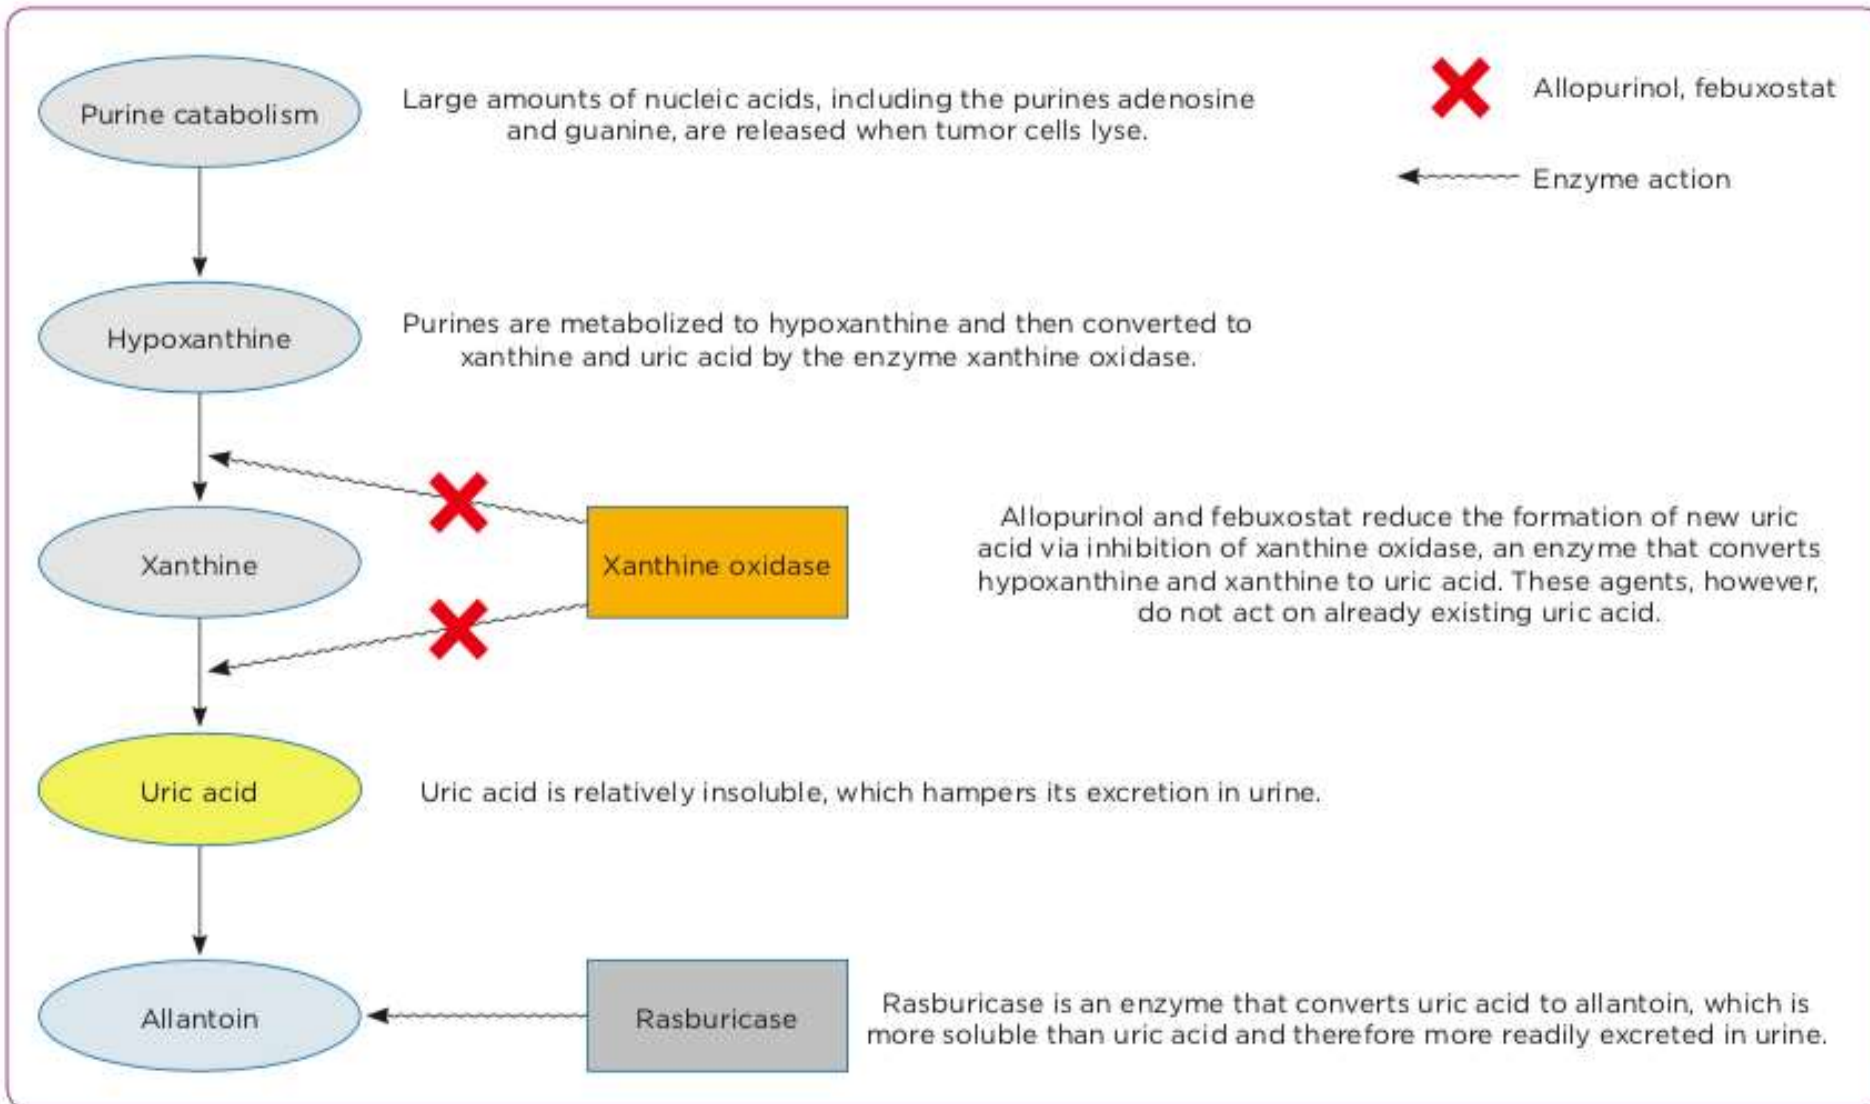 Purine catabolism
Large amounts of nucleic acids, including the purines adenosine
and guanine, are released when tumor cells lyse.
Allopurinol, febuxostat
Enzyme action
Hypoxanthine
Purines are metabolized to hypoxanthine and then converted to
xanthine and uric acid by the enzyme xanthine oxidase.
Xanthine
Xanthine oxidase
Allopurinol and febuxostat reduce the formation of new uric
acid via inhibition of xanthine oxidase, an enzyme that converts
hypoxanthine and xanthine to uric acid. These agents, however,
do not act on already existing uric acid.
Uric acid
Uric acid is relatively insoluble, which hampers its excretion in urine.
Allantoin
Rasburicase
Rasburicase is an enzyme that converts uric acid to allantoin, which is
more soluble than uric acid and therefore more readily excreted in urine.